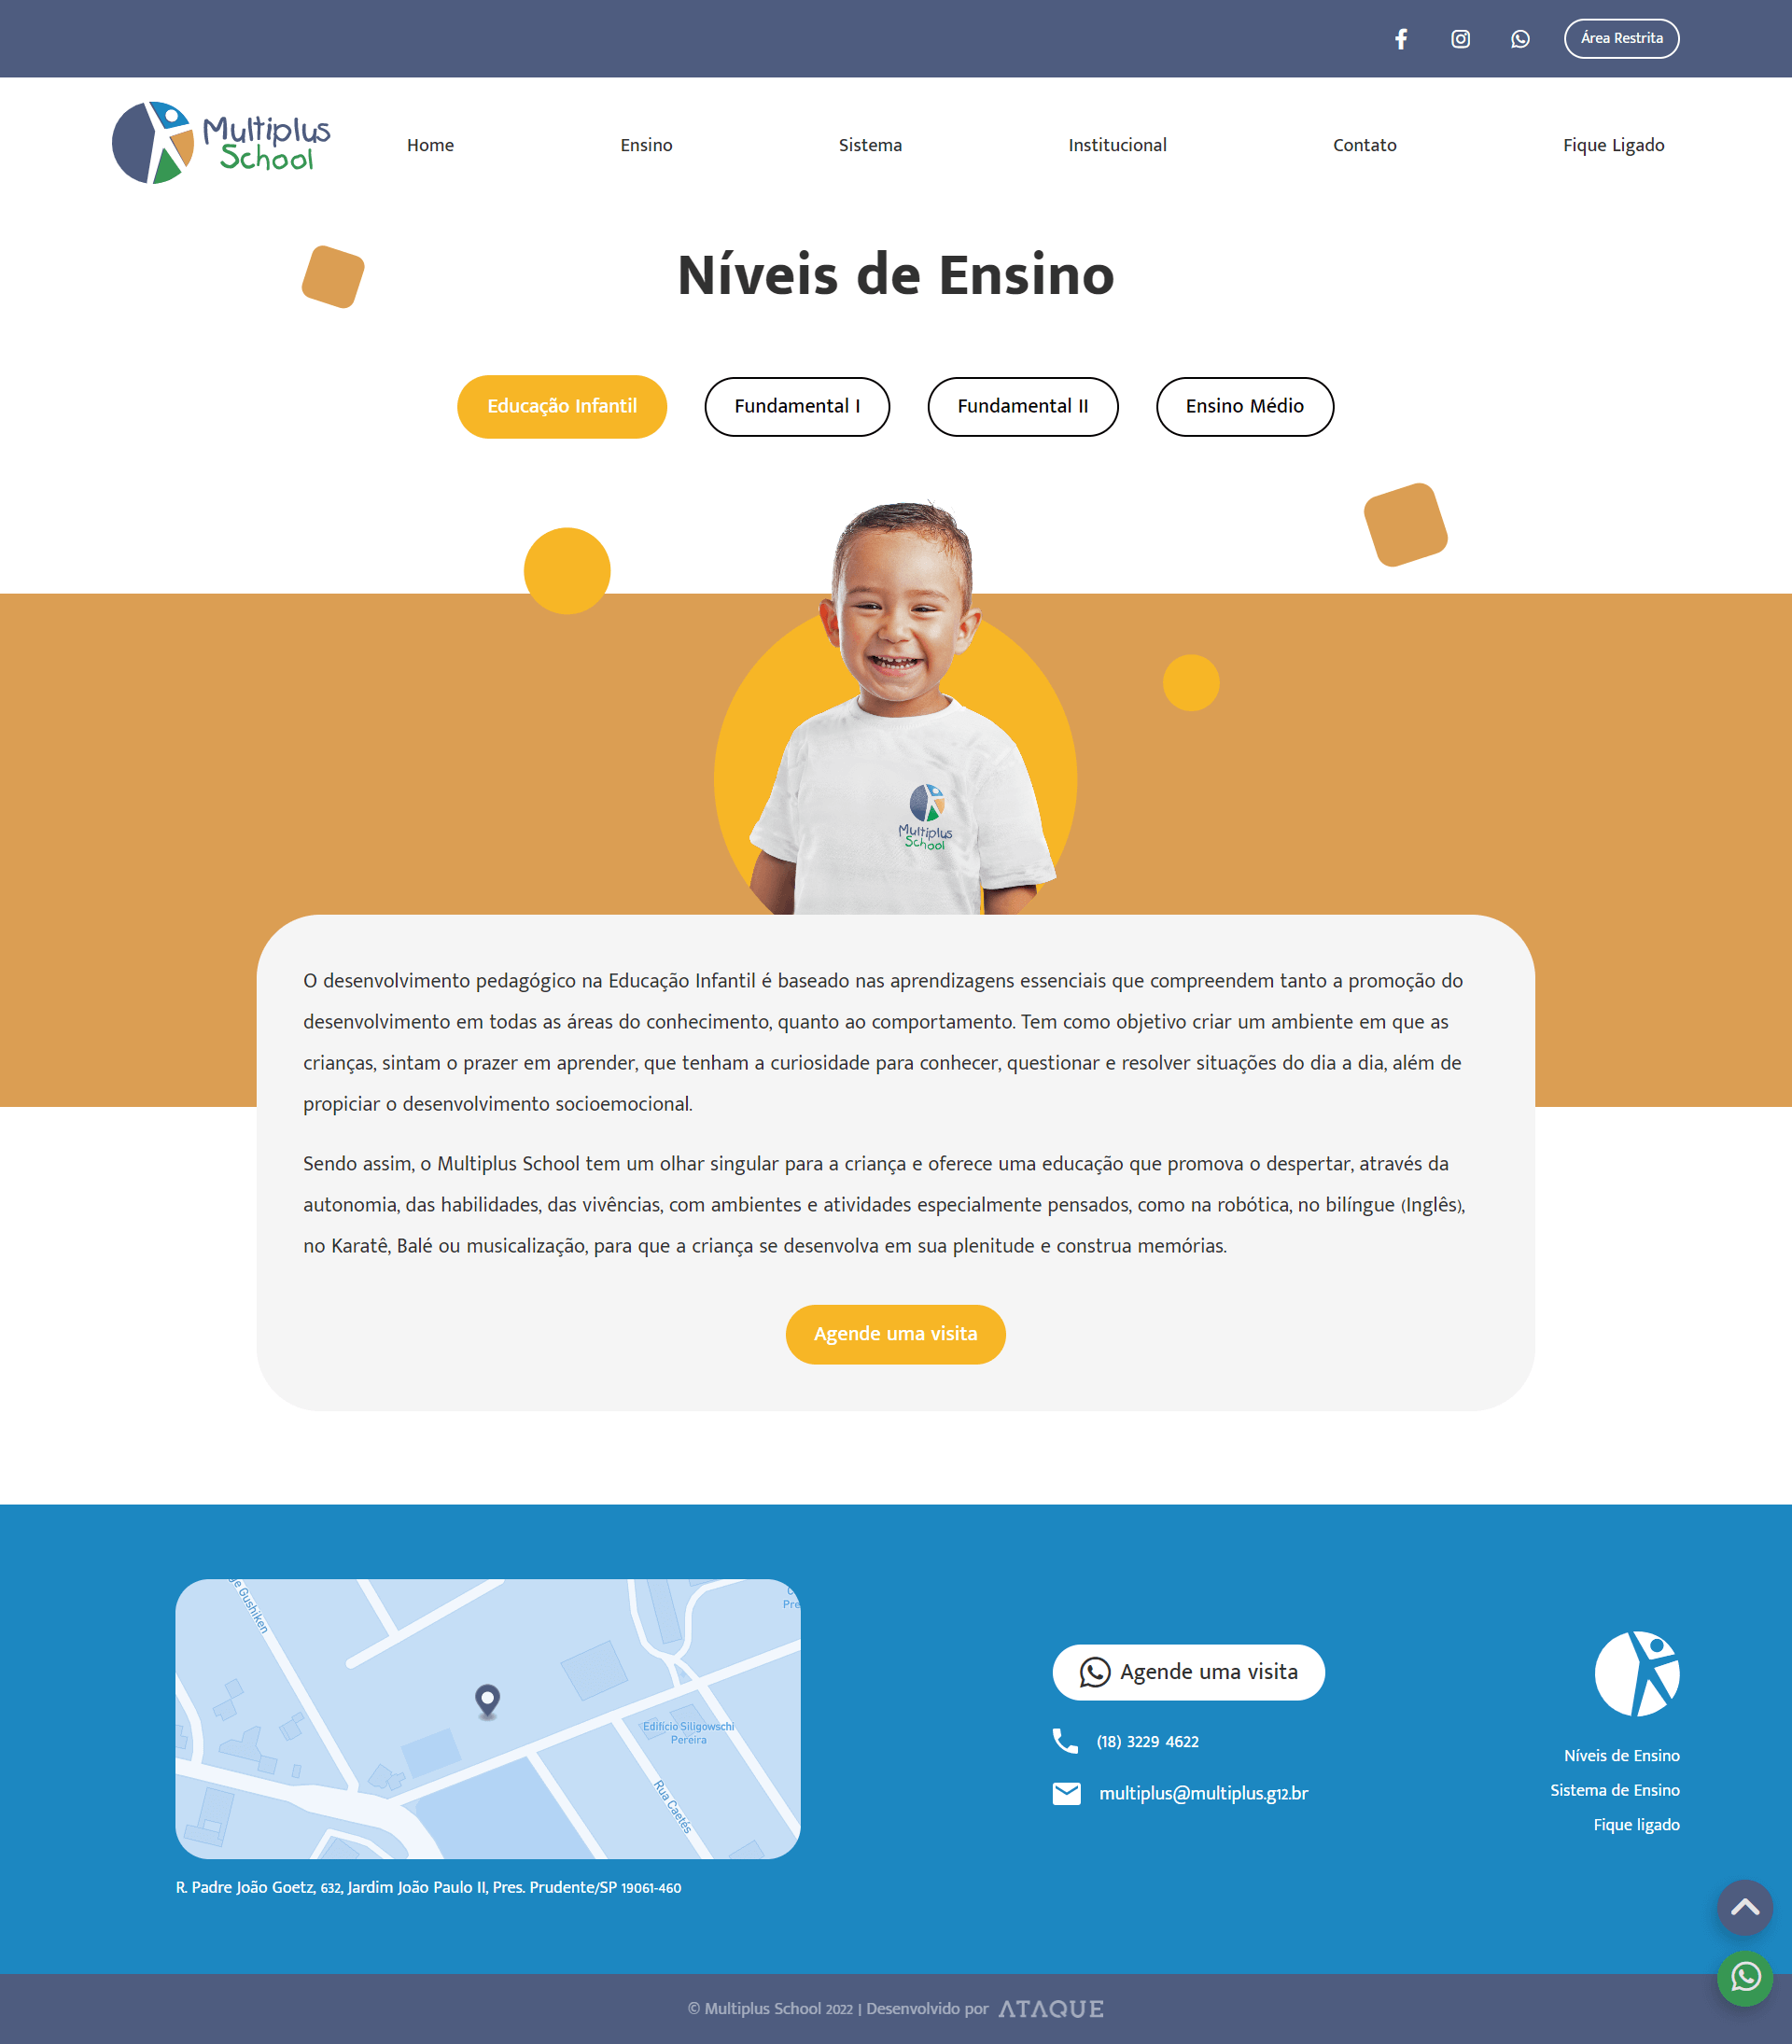 Área Restrita
Multiplus
School
Home
Ensino
Sistema
Institucional
Contato
Fique Ligado
Níveis de Ensino
Educação Infantil
Fundamental I
Fundamental II
Ensino Médio
Multiplus
School
O desenvolvimento pedagógico na Educação Infantil é baseado nas aprendizagens essenciais que compreendem tanto a promoção do
desenvolvimento em todas as áreas do conhecimento, quanto ao comportamento. Tem como objetivo criar um ambiente em que as
crianças, sintam o prazer em aprender, que tenham a curiosidade para conhecer, questionar e resolver situações do dia a dia, além de
propiciar o desenvolvimento socioemocional.
Sendo assim, o Multiplus School tem um olhar singular para a criança e oferece uma educação que promova o despertar, através da
autonomia, das habilidades, das vivências, com ambientes e atividades especialmente pensados, como na robótica, no bilíngue (Inglês),
no Karatê, Balé ou musicalização, para que a criança se desenvolva em sua plenitude e construa memórias.
Agende uma visita
Gushiken
Edifício Siligowschi
Pereira
Rua Caetés
R. Padre João Goetz, 632, Jardim João Paulo II, Pres. Prudente/SP 19061-460
Agende uma visita
(18) 3229 4622
multiplus@multiplus.g12.br
Níveis de Ensino
Sistema de Ensino
Fique ligado
© Multiplus School 2022 | Desenvolvido por ATAQUE